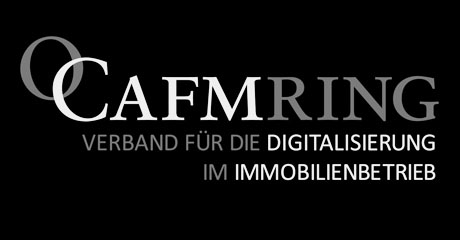 CAFMRING
VERBAND FÜR DIE DIGITALISIERUNG
IM IMMOBILIENBETRIEB